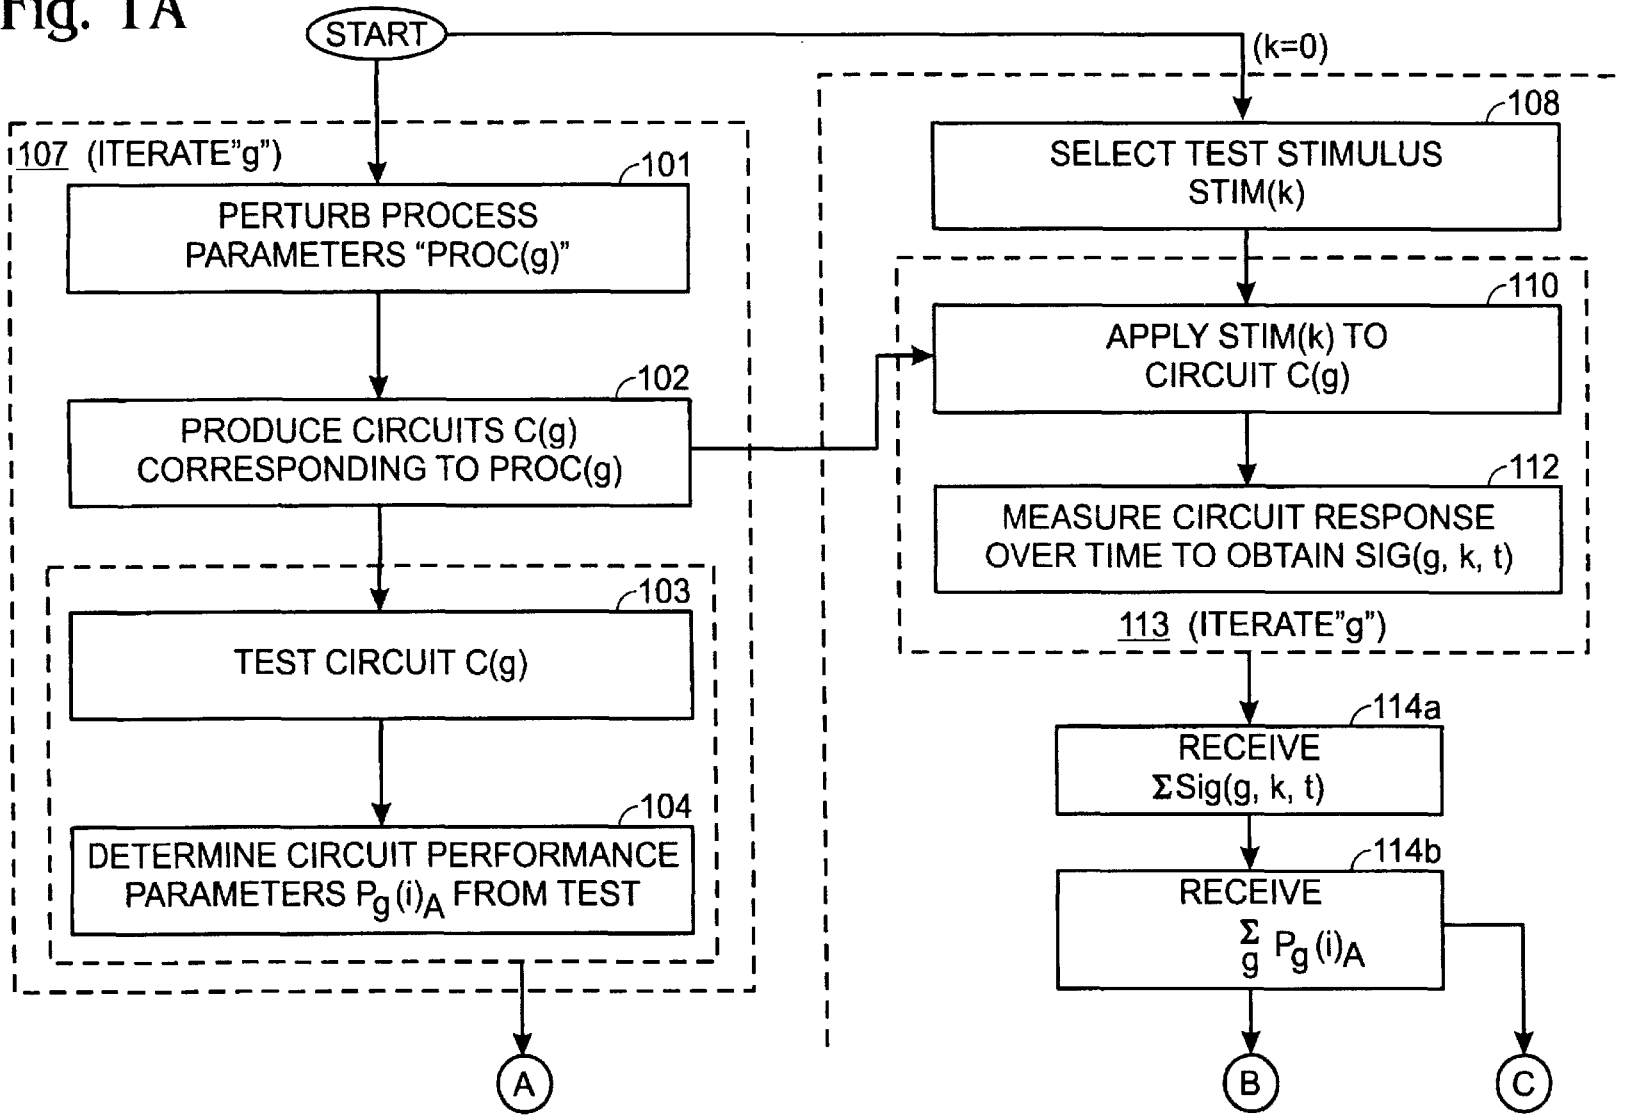 Fig. 1A
START
(k=0)
107 (ITERATE"g")
101
PERTURB PROCESS
PARAMETERS “PROC(g)”
102
PRODUCE CIRCUITS C(g)
CORRESPONDING TO PROC(g)
103
TEST CIRCUIT C(g)
104
DETERMINE CIRCUIT PERFORMANCE
PARAMETERS Pg(i)A FROM TEST
A
108
SELECT TEST STIMULUS
STIM(k)
110
APPLY STIM(k) TO
CIRCUIT C(g)
112
MEASURE CIRCUIT RESPONSE
OVER TIME TO OBTAIN SIG(g, k, t)
113 (ITERATE"g")
114a
RECEIVE
ΣSig(g, k, t)
114b
RECEIVE
Σ Pg(i)A
g
B
C